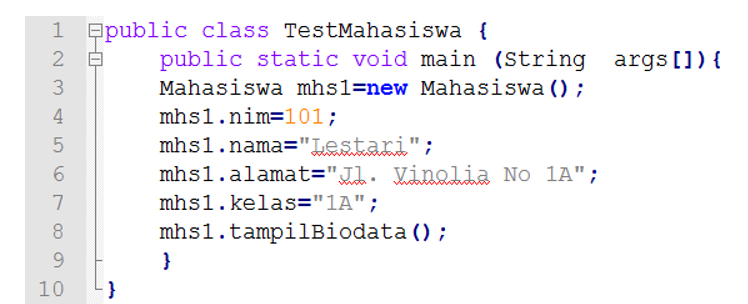 1 public class TestMahasiswa {
2 public static void main (String  args[]){
3 Mahasiswa mhs1=new Mahasiswa();
4 mhs1.nim=101;
5 mhs1.nama="Lestari";
6 mhs1.alamat="Jl. Vinolia No 1A";
7 mhs1.kelas="1A";
8 mhs1.tampilBiodata();
9 }
10 }